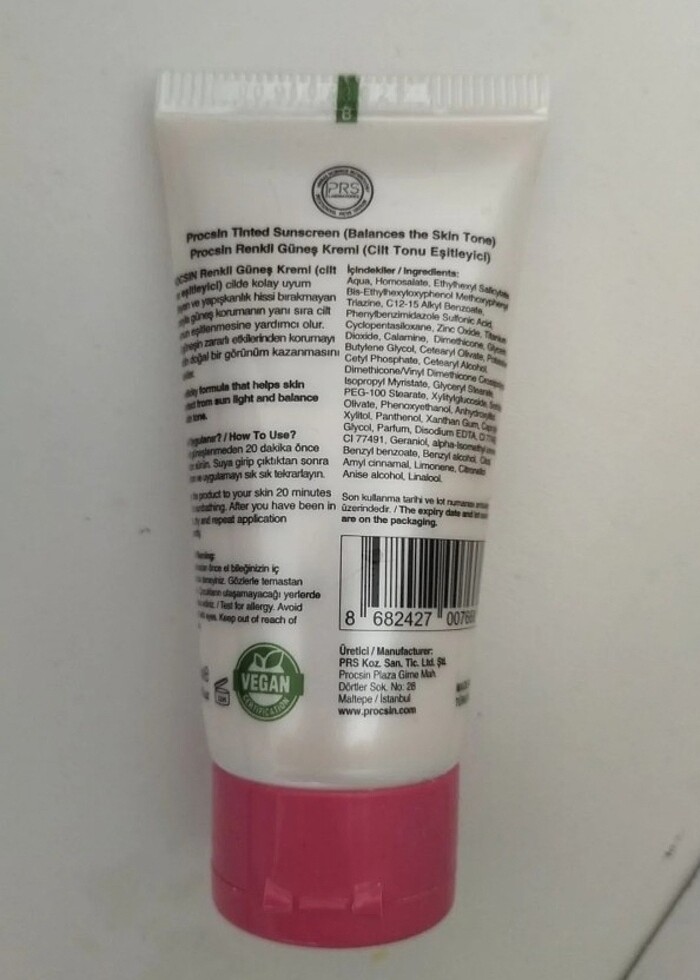 8
PRS
Procsin Tinted Sunscreen (Balances the Skin Tone)
Procsin Renkli Güneş Kremi (Cilt Tonu Eşitleyici)
Renkli Güneş Kremi (cilt
eşitleyici) cilde kolay uyum
ve yapışkanlık hissi bırakmayan
güneş korumanın yanı sıra cilt
eşitlenmesine yardımcı olur.
zararlı etkilerinden korumayı
doğal bir görünüm kazanmasını
formula that helps skin
from sun light and balance
tone.
/ How To Use?
20 dakika önce
Suya girip çıktıktan sonra
uygulamayı sık sık tekrarlayın.
product to your skin 20 minutes
After you have been in
and repeat application
önce el bileğinizin iç
Gözlerle temastan
ulaşamayacağı yerlerde
/ Test for allergy. Avoid
eyes. Keep out of reach of
VEGAN
CERTIFICATION
İçindekiler / Ingredients:
Aqua, Homosalate, Ethylhexyl Salicylate
Bis-Ethylhexyloxyphenol Methoxyphenyl
Triazine, C12-15 Alkyl Benzoate,
Phenylbenzimidazole Sulfonic Acid,
Cyclopentasiloxane, Zinc Oxide, Titanium
Dioxide, Calamine, Dimethicone,
Butylene Glycol, Cetearyl Olivate,
Cetyl Phosphate, Cetearyl Alcohol,
Dimethicone/Vinyl Dimethicone
Isopropyl Myristate, Glyceryl Stearate,
PEG-100 Stearate, Xylitylglucoside,
Olivate, Phenoxyethanol,
Xylitol, Panthenol, Xanthan Gum,
Glycol, Parfum, Disodium EDTA,
CI 77491, Geraniol,
Benzyl benzoate, Benzyl alcohol,
Amyl cinnamal, Limonene,
Anise alcohol, Linalool.
Son kullanma tarihi ve lot numarası
üzerindedir. / The expiry date and
are on the packaging.
8 682427
Üretici / Manufacturer:
PRS Koz. San. Tic. Ltd. Şti.
Procsin Plaza Girne Mah.
Dörtler Sok. No: 26
Maltepe / İstanbul
www.procsin.com